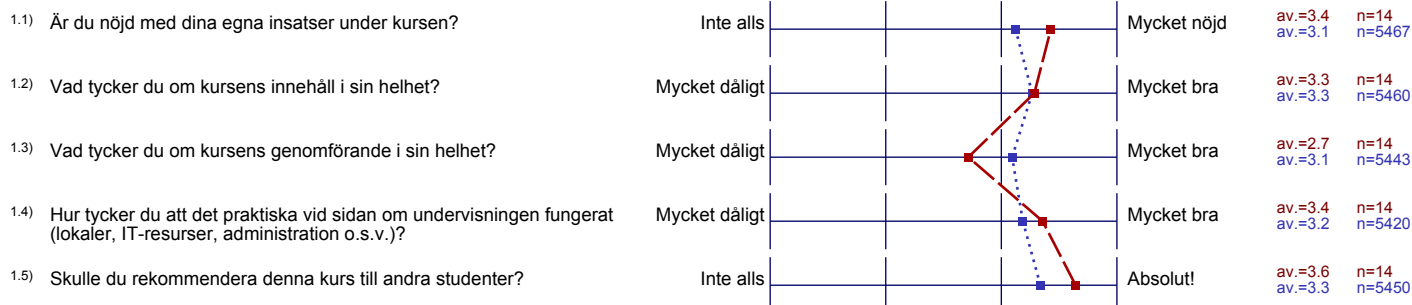 1.1) Är du nöjd med dina egna insatser under kursen? Inte alls Mycket nöjd av.=3.4 n=14
av.=3.1 n=5467
1.2) Vad tycker du om kursens innehåll i sin helhet? Mycket dåligt Mycket bra av.=3.3 n=14
av.=3.3 n=5460
1.3) Vad tycker du om kursens genomförande i sin helhet? Mycket dåligt Mycket bra av.=2.7 n=14
av.=3.1 n=5443
1.4) Hur tycker du att det praktiska vid sidan om undervisningen fungerat Mycket dåligt Mycket bra av.=3.4 n=14
(lokaler, IT-resurser, administration o.s.v.)? av.=3.2 n=5420
1.5) Skulle du rekommendera denna kurs till andra studenter? Inte alls Absolut! av.=3.6 n=14
av.=3.3 n=5450